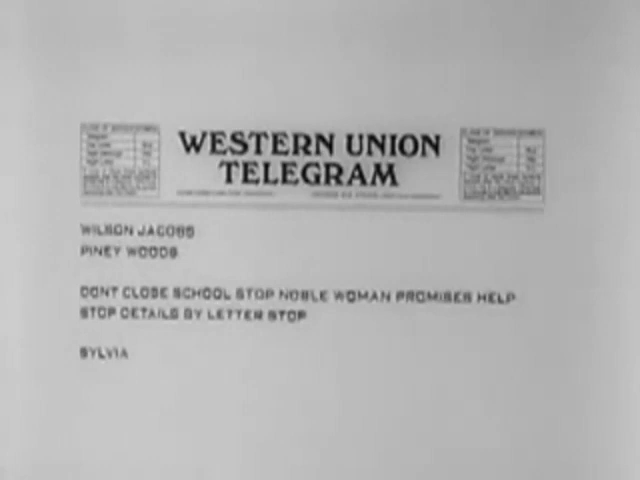 WESTERN UNION
TELEGRAM
WILSON JACOBS
PINEY WOODS
DONT CLOSE SCHOOL STOP NOBLE WOMAN PROMISES HELP
STOP DETAILS BY LETTER STOP
SYLVIA